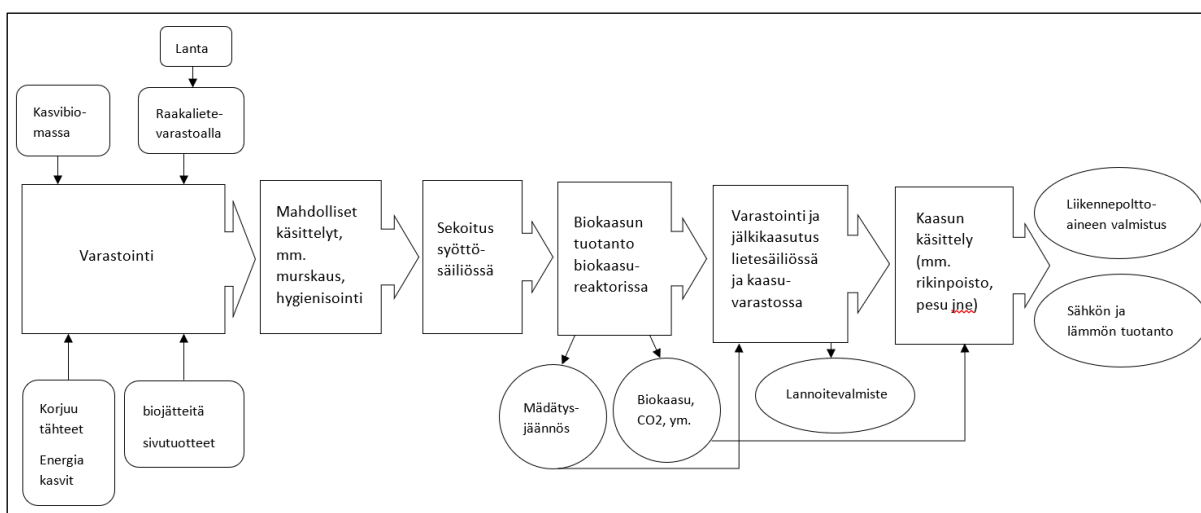 Lanta
Kasvibio-
massa
Raakaliete-
varastoalla
Varastointi
Mahdolliset
käsittelyt,
mm.
murskaus,
hygienisointi
Sekoitus
syöttö-
säiliössä
Biokaasun
tuotanto
biokaasu-
reaktorissa
Varastointi ja
jälkikaasutus
lietesäiliössä
ja kaasu-
varastossa
Kaasun
käsittely
(mm.
rikinpoisto,
pesu jne)
Liikennepoltto-
aineen valmistus
Sähkön ja
lämmön tuotanto
Korjuu
tähteet
Energia
kasvit
biojätteitä
sivutuotteet
Mädätys-
jäännös
Biokaasu,
CO2, ym.
Lannoitevalmiste